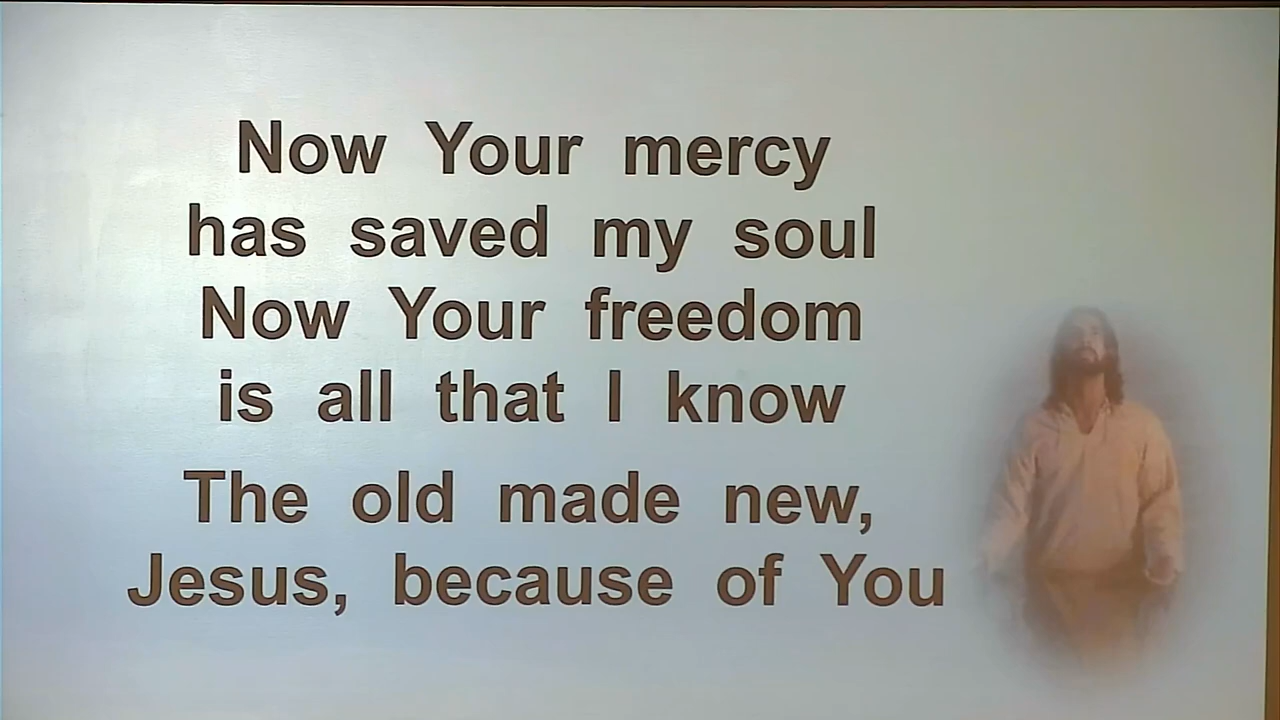 Now Your mercy
has saved my soul
Now Your freedom
is all that I know
The old made new,
Jesus, because of You